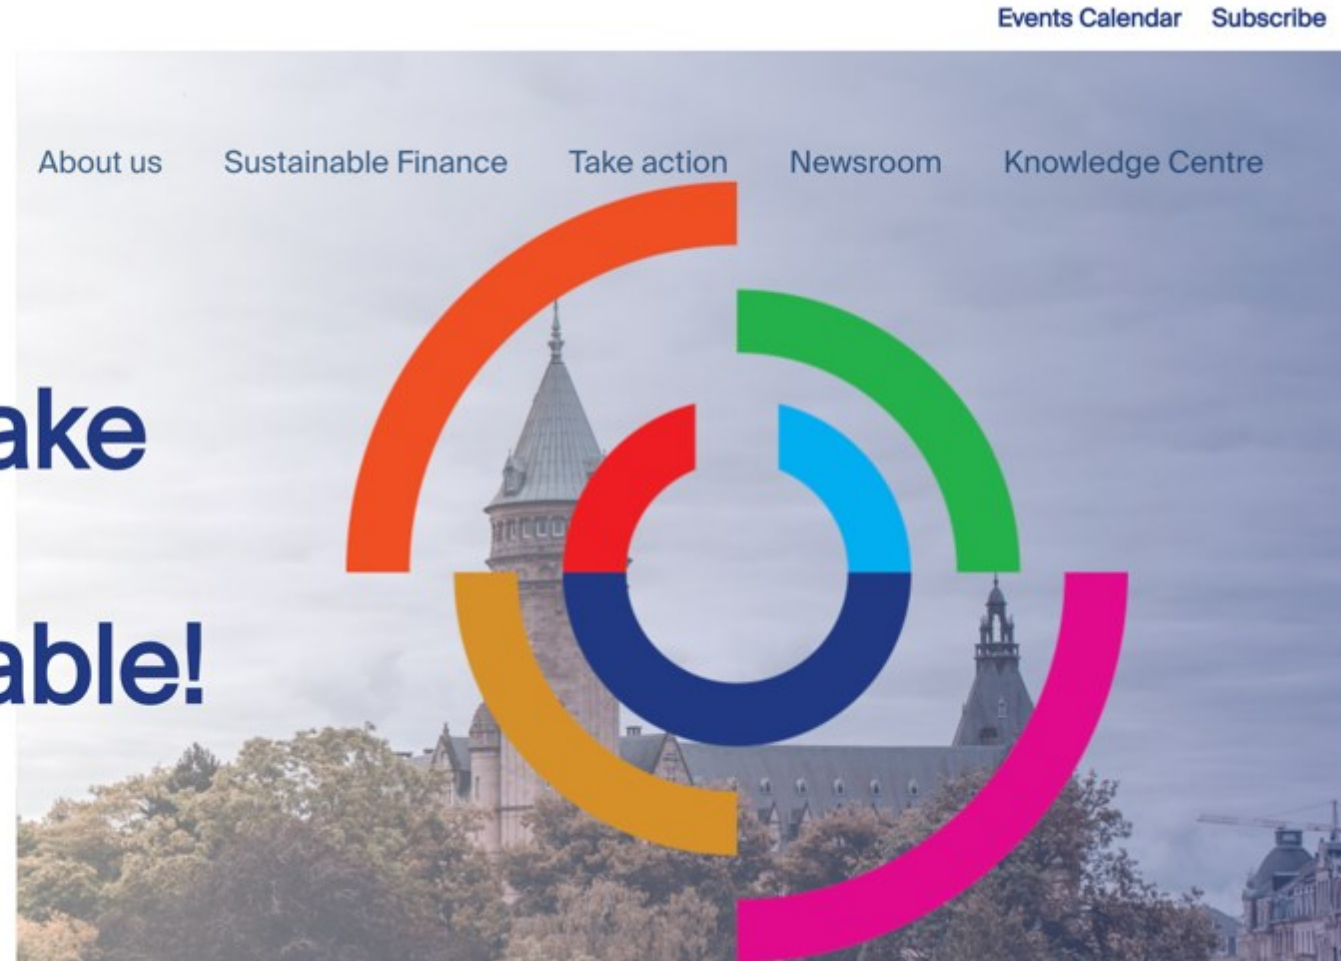 Events Calendar Subscribe
About us Sustainable Finance Take action Newsroom Knowledge Centre
ake
able!